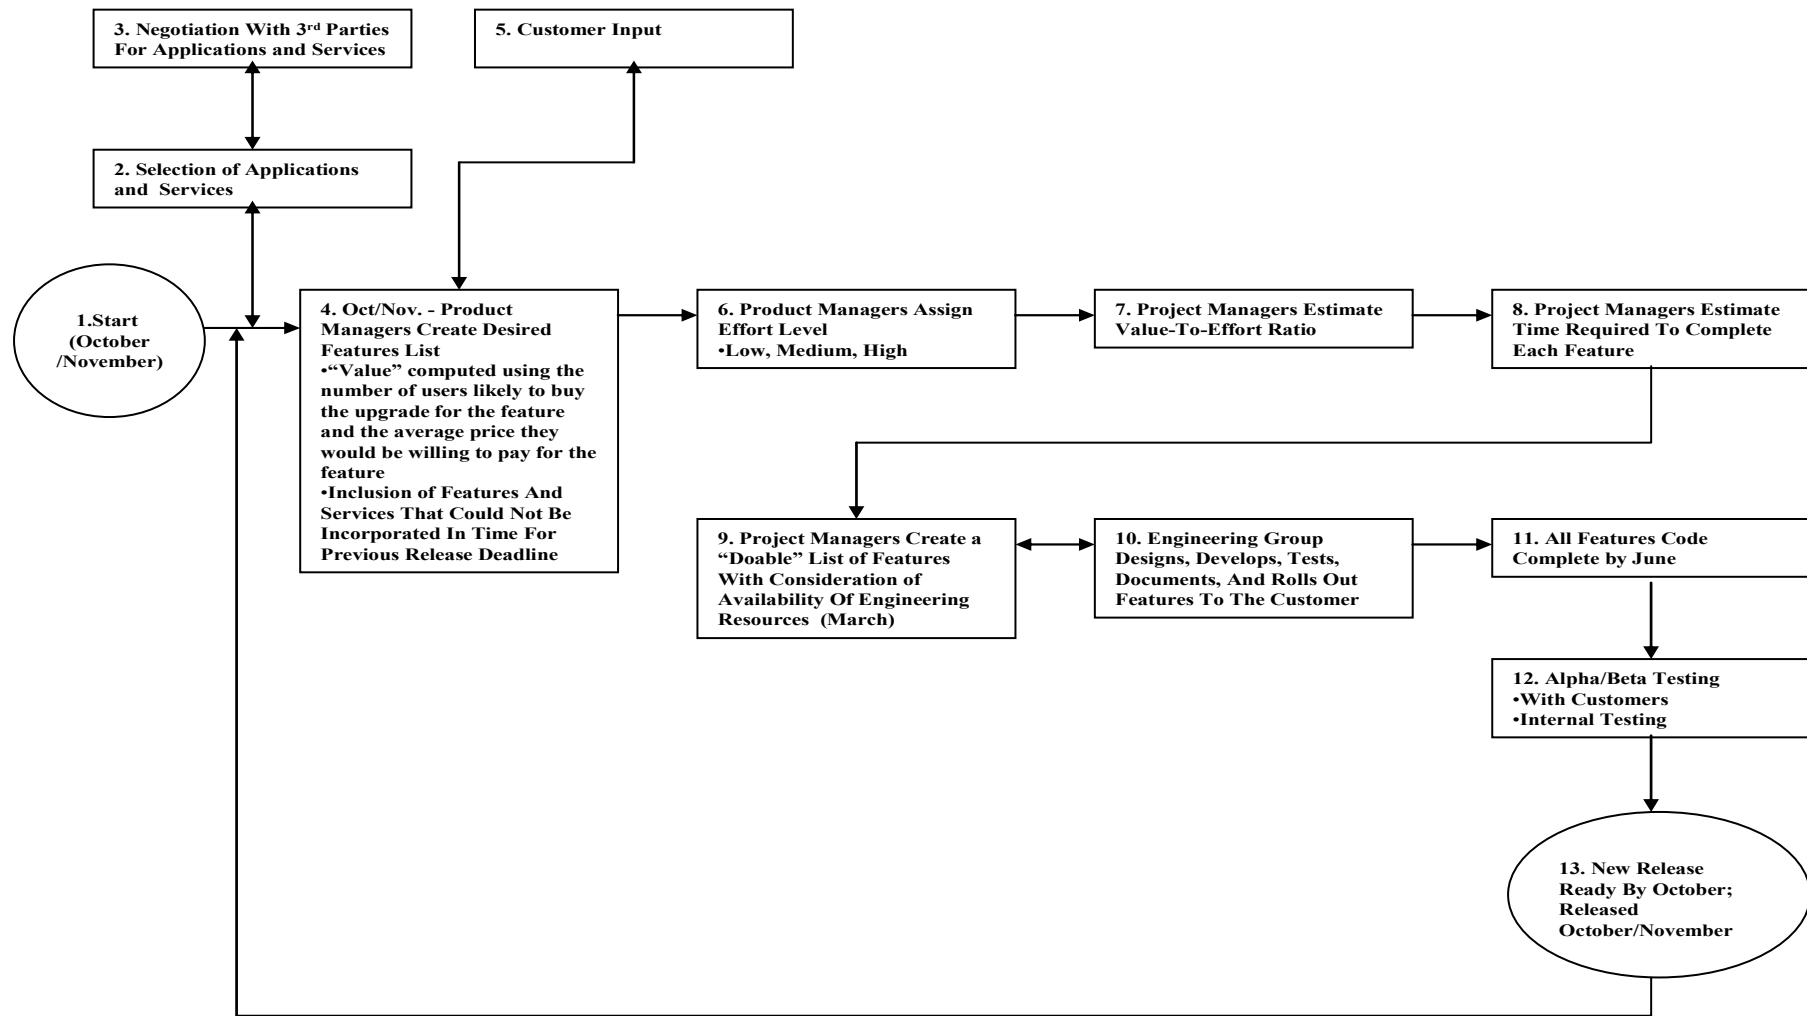 3. Negotiation With 3rd Parties
For Applications and Services
5. Customer Input
2. Selection of Applications
and Services
1.Start
(October
/November)
4. Oct/Nov. - Product
Managers Create Desired
Features List
•“Value” computed using the
number of users likely to buy
the upgrade for the feature
and the average price they
would be willing to pay for the
feature
•Inclusion of Features And
Services That Could Not Be
Incorporated In Time For
Previous Release Deadline
6. Product Managers Assign
Effort Level
•Low, Medium, High
7. Project Managers Estimate
Value-To-Effort Ratio
8. Project Managers Estimate
Time Required To Complete
Each Feature
9. Project Managers Create a
“Doable” List of Features
With Consideration of
Availability Of Engineering
Resources (March)
10. Engineering Group
Designs, Develops, Tests,
Documents, And Rolls Out
Features To The Customer
11. All Features Code
Complete by June
12. Alpha/Beta Testing
•With Customers
•Internal Testing
13. New Release
Ready By October;
Released
October/November